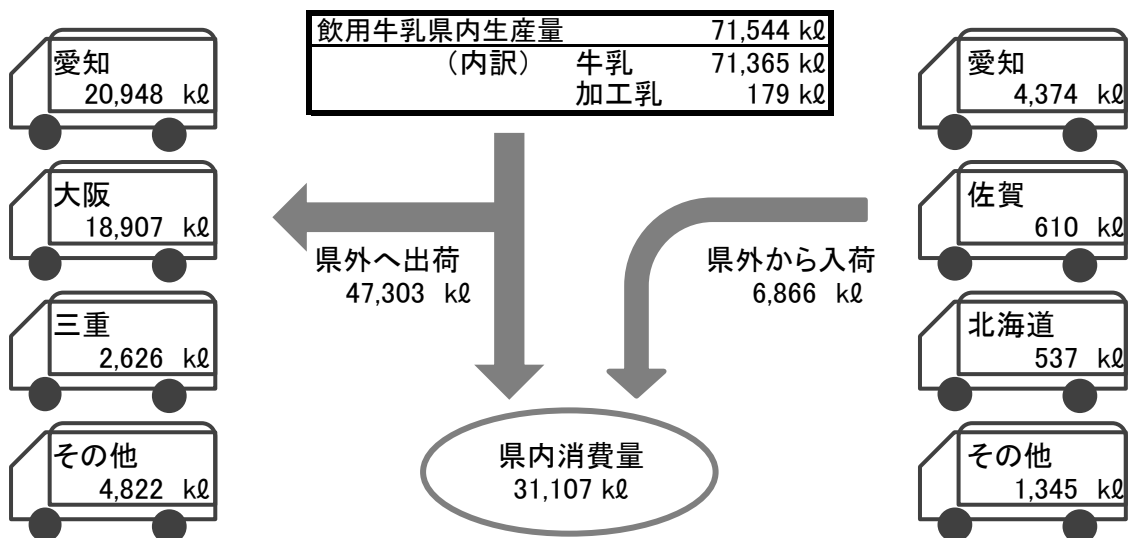 飲用牛乳県内生産量 71,544 kℓ
(内訳) 牛乳 71,365 kℓ
加工乳 179 kℓ
愛知
20,948 kℓ
大阪
18,907 kℓ
三重
2,626 kℓ
その他
4,822 kℓ
県外へ出荷
47,303 kℓ
県外から入荷
6,866 kℓ
県内消費量
31,107 kℓ
愛知
4,374 kℓ
佐賀
610 kℓ
北海道
537 kℓ
その他
1,345 kℓ